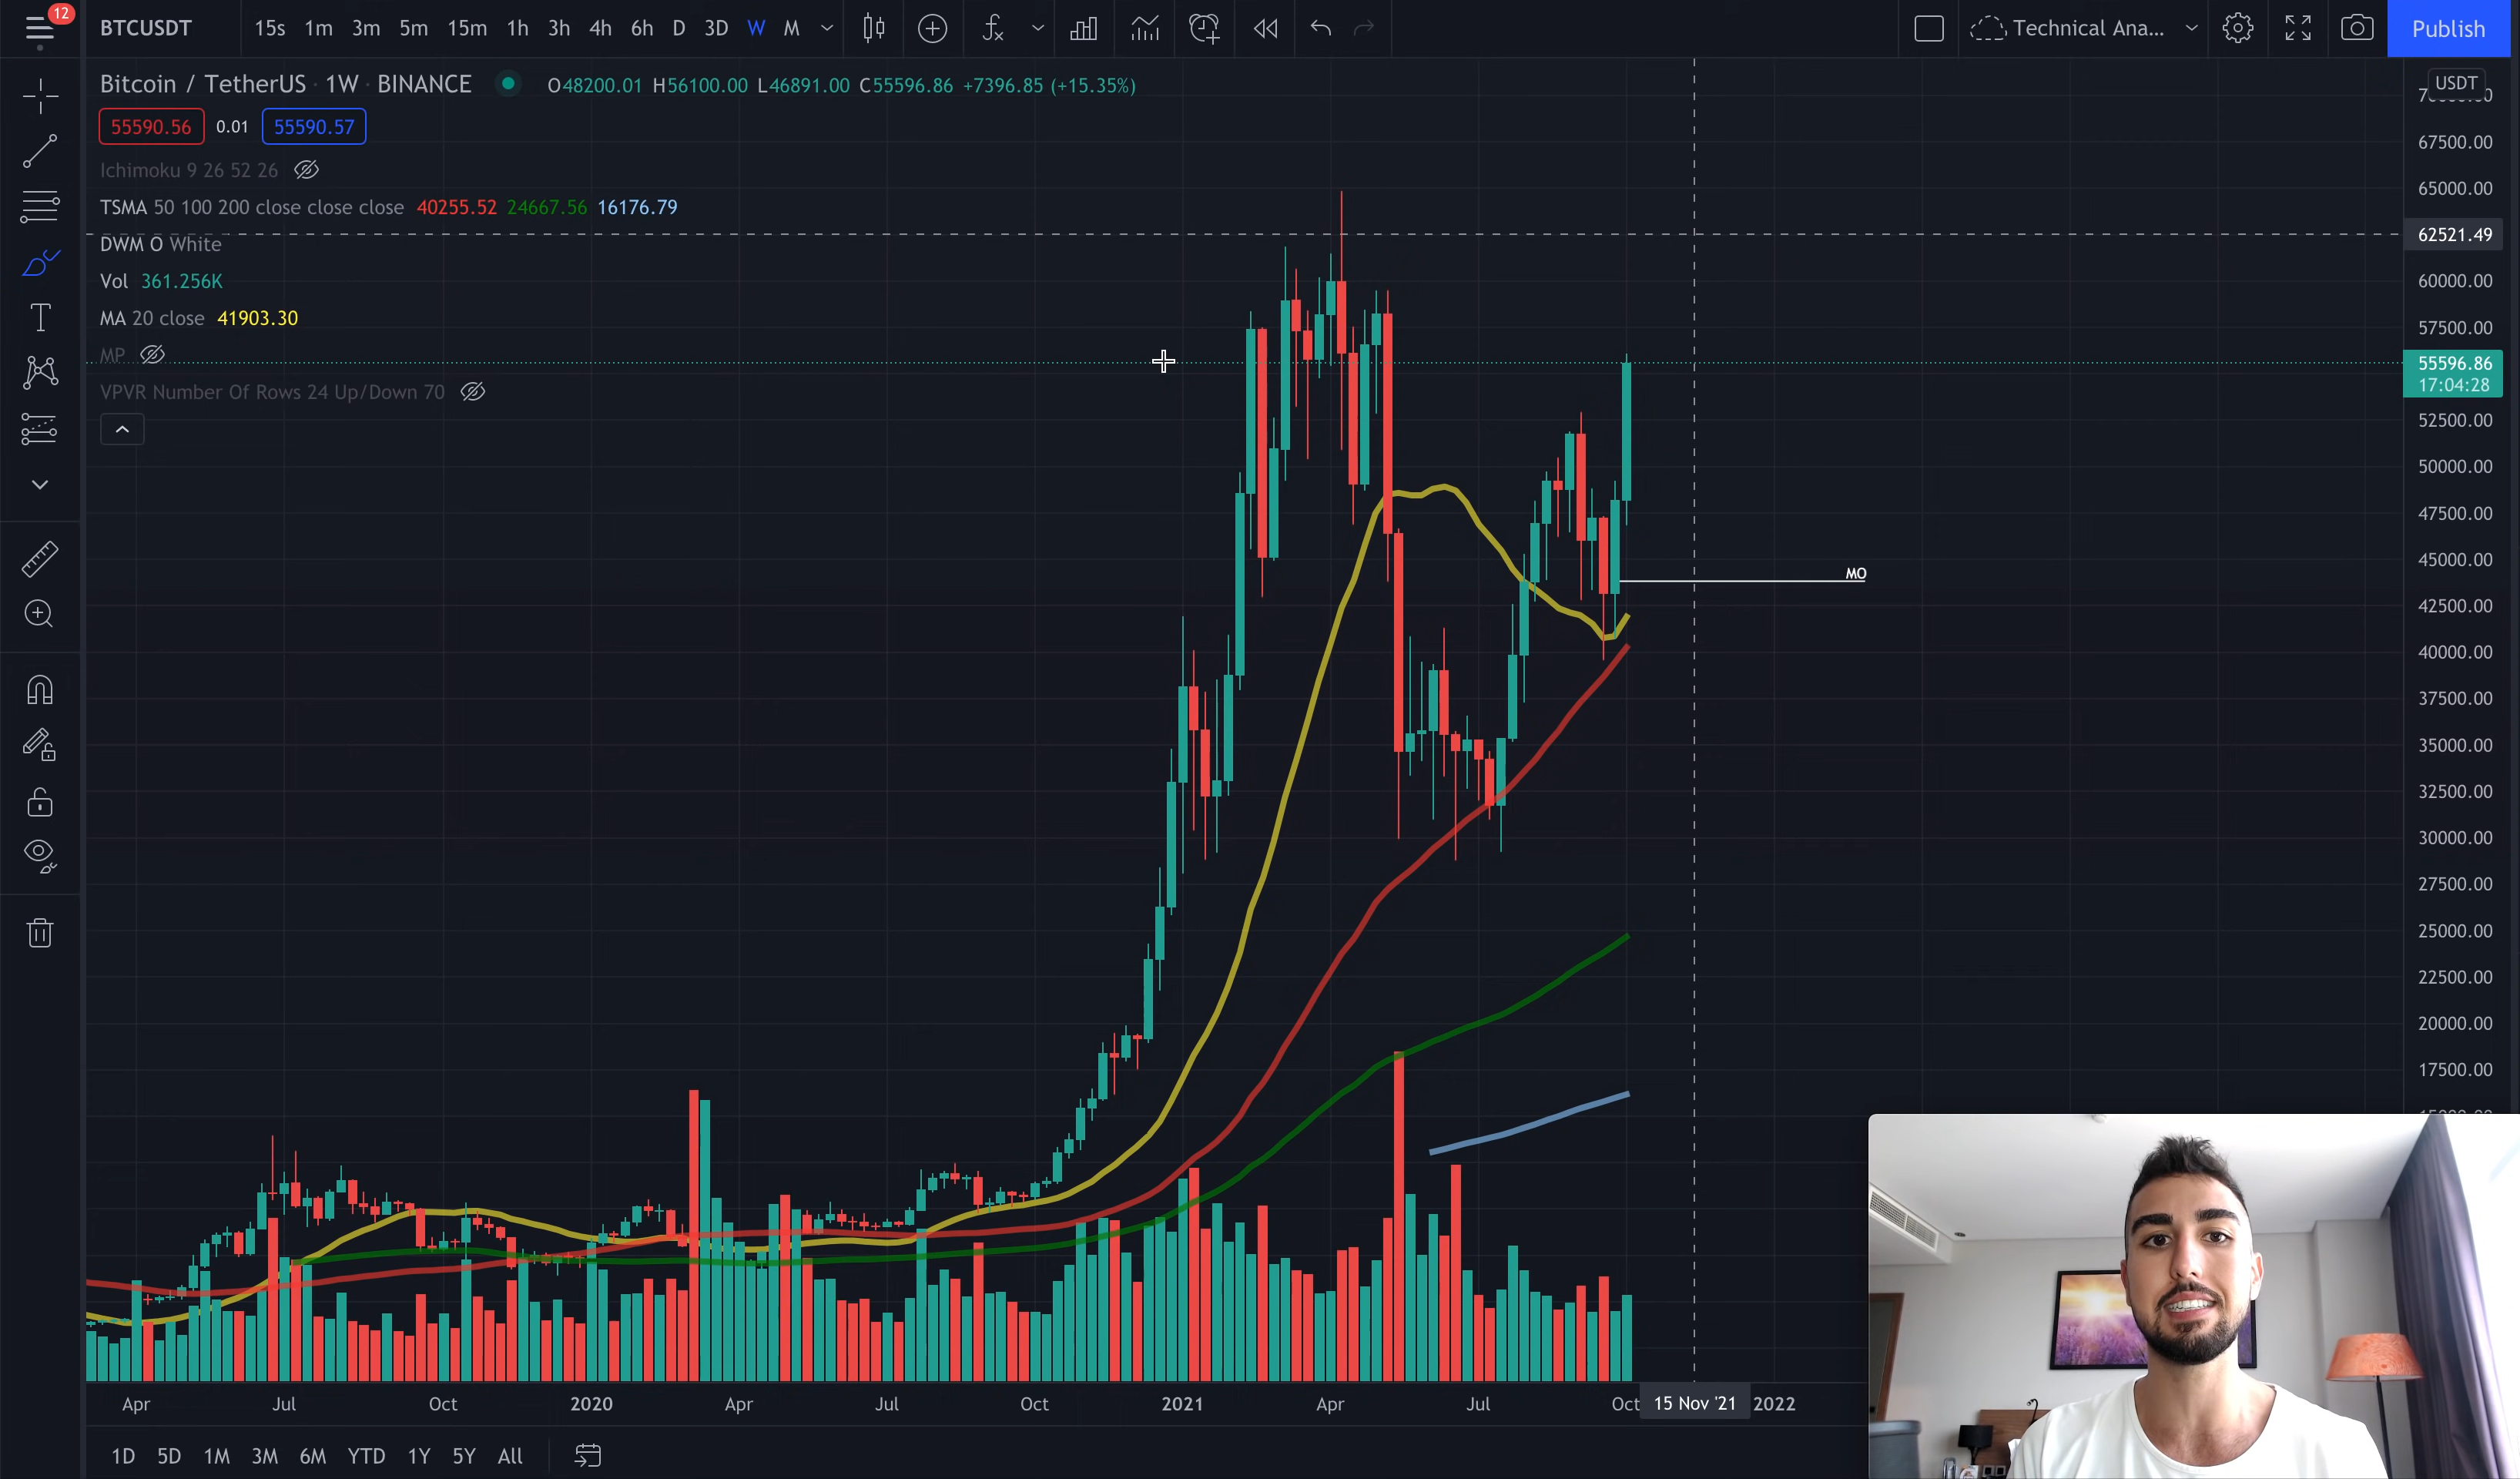 12
BTCUSDT 15s 1m 3m 5m 15m 1h 3h 4h 6h D 3D W M Technical Ana... Publish
Bitcoin / TetherUS · 1W · BINANCE O48200.01 H56100.00 L46891.00 C55596.86 +7396.85 (+15.35%)
USDT
55590.56 0.01 55590.57
Ichimoku 9 26 52 26
TSMA 50 100 200 close close close 40255.52 24667.56 16176.79
DWM O White
Vol 361.256K
MA 20 close 41903.30
MP
VPVR Number Of Rows 24 Up/Down 70
67500.00
65000.00
62521.49
60000.00
57500.00
55596.86
17:04:28
52500.00
50000.00
47500.00
45000.00
MO
42500.00
40000.00
37500.00
35000.00
32500.00
30000.00
27500.00
25000.00
22500.00
20000.00
17500.00
Apr Jul Oct 2020 Apr Jul Oct 2021 Apr Jul Oct 15 Nov '21 2022
1D 5D 1M 3M 6M YTD 1Y 5Y All